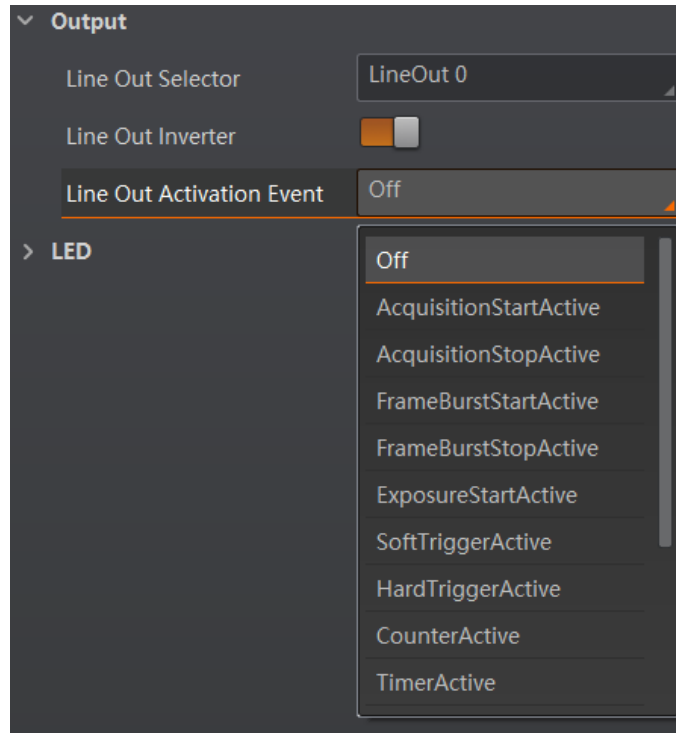 Output
Line Out Selector LineOut 0
Line Out Inverter
Line Out Activation Event Off
LED
Off
AcquisitionStartActive
AcquisitionStopActive
FrameBurstStartActive
FrameBurstStopActive
ExposureStartActive
SoftTriggerActive
HardTriggerActive
CounterActive
TimerActive